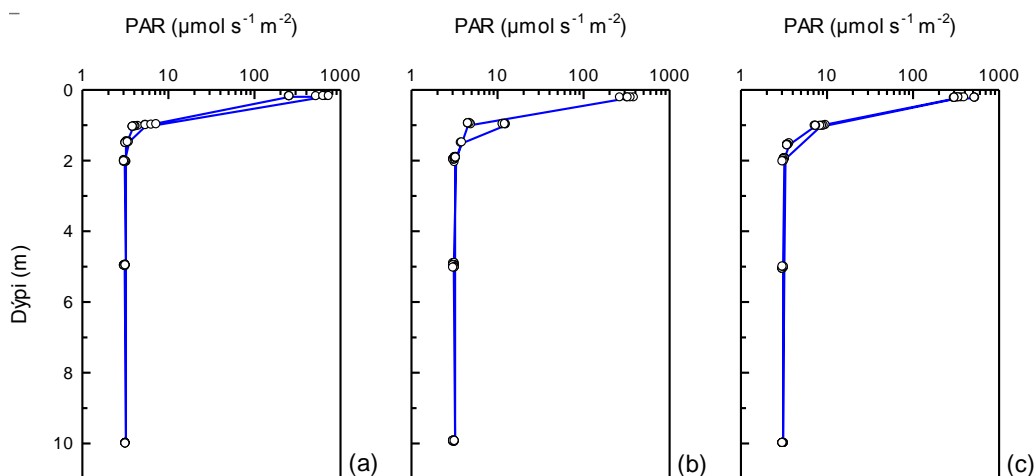 PAR (µmol s⁻¹ m⁻²) PAR (µmol s⁻¹ m⁻²) PAR (µmol s⁻¹ m⁻²)
1 10 100 1000 1 10 100 1000 1 10 100 1000
0
2
4
6
8
10
Dýpi (m)
(a) (b) (c)